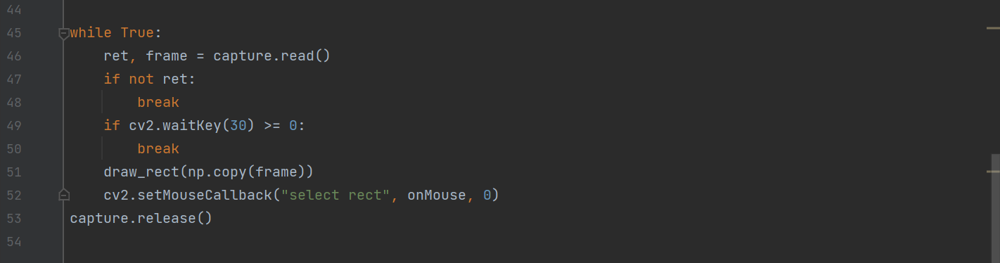 44
45 while True:
46     ret, frame = capture.read()
47     if not ret:
48         break
49     if cv2.waitKey(30) >= 0:
50         break
51     draw_rect(np.copy(frame))
52     cv2.setMouseCallback("select rect", onMouse, 0)
53 capture.release()
54